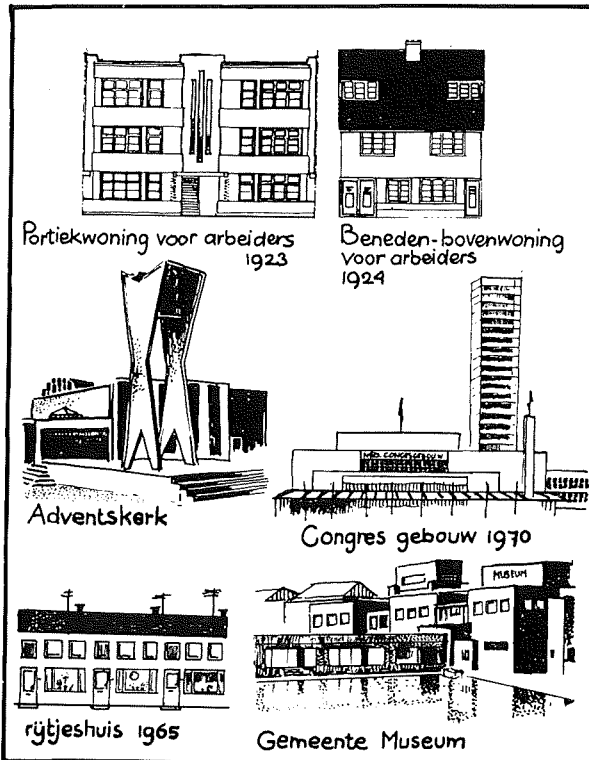 Portiekwoning voor arbeiders
1923
Beneden-bovenwoning
voor arbeiders
1924
Adventskerk
CONGRESGEBOUW
Congres gebouw 1970
MUSEUM
rijtjeshuis 1965
Gemeente Museum